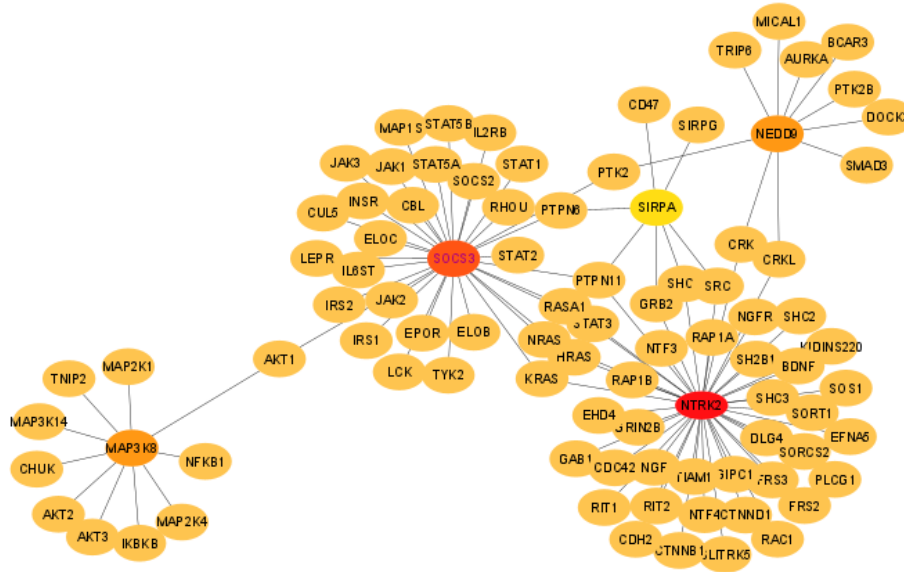 MICAL1
TRIP6
BCAR3
AURKA
CD47
PTK2B
SIRPG
DOCK
NEDD9
MAP1S
STAT5B
IL2RB
JAK3
JAK1
STAT5A
STAT1
SOCS2
PTK2
SMAD3
INSR
CBL
RHOU
PTPN6
SIRPA
CUL5
ELOC
CRK
LEPR
IL6ST
SOCS3
STAT2
CRKL
PTPN11
SHC
SRC
GRB2
IRS2
JAK2
RASA1
NGFR
SHC2
STAT3
IRS1
EPOR
ELOB
NRAS
NTF3
RAP1A
KIDINS220
AKT1
HRAS
SH2B1
BDNF
MAP2K1
LCK
TYK2
KRAS
RAP1B
SOS1
TNIP2
SHC3
NTRK2
SORT1
MAP3K14
EHD4
GRIN2B
EFNA5
MAP3K8
DLG4
SORCS2
CHUK
NFKB1
GAB1
CDC42
NGF
TIAM1
GIPC1
FRS3
PLCG1
AKT2
MAP2K4
RIT1
RIT2
NTF4
CTNND1
FRS2
AKT3
IKBKB
CDH2
CTNNB1
SLITRK5
RAC1